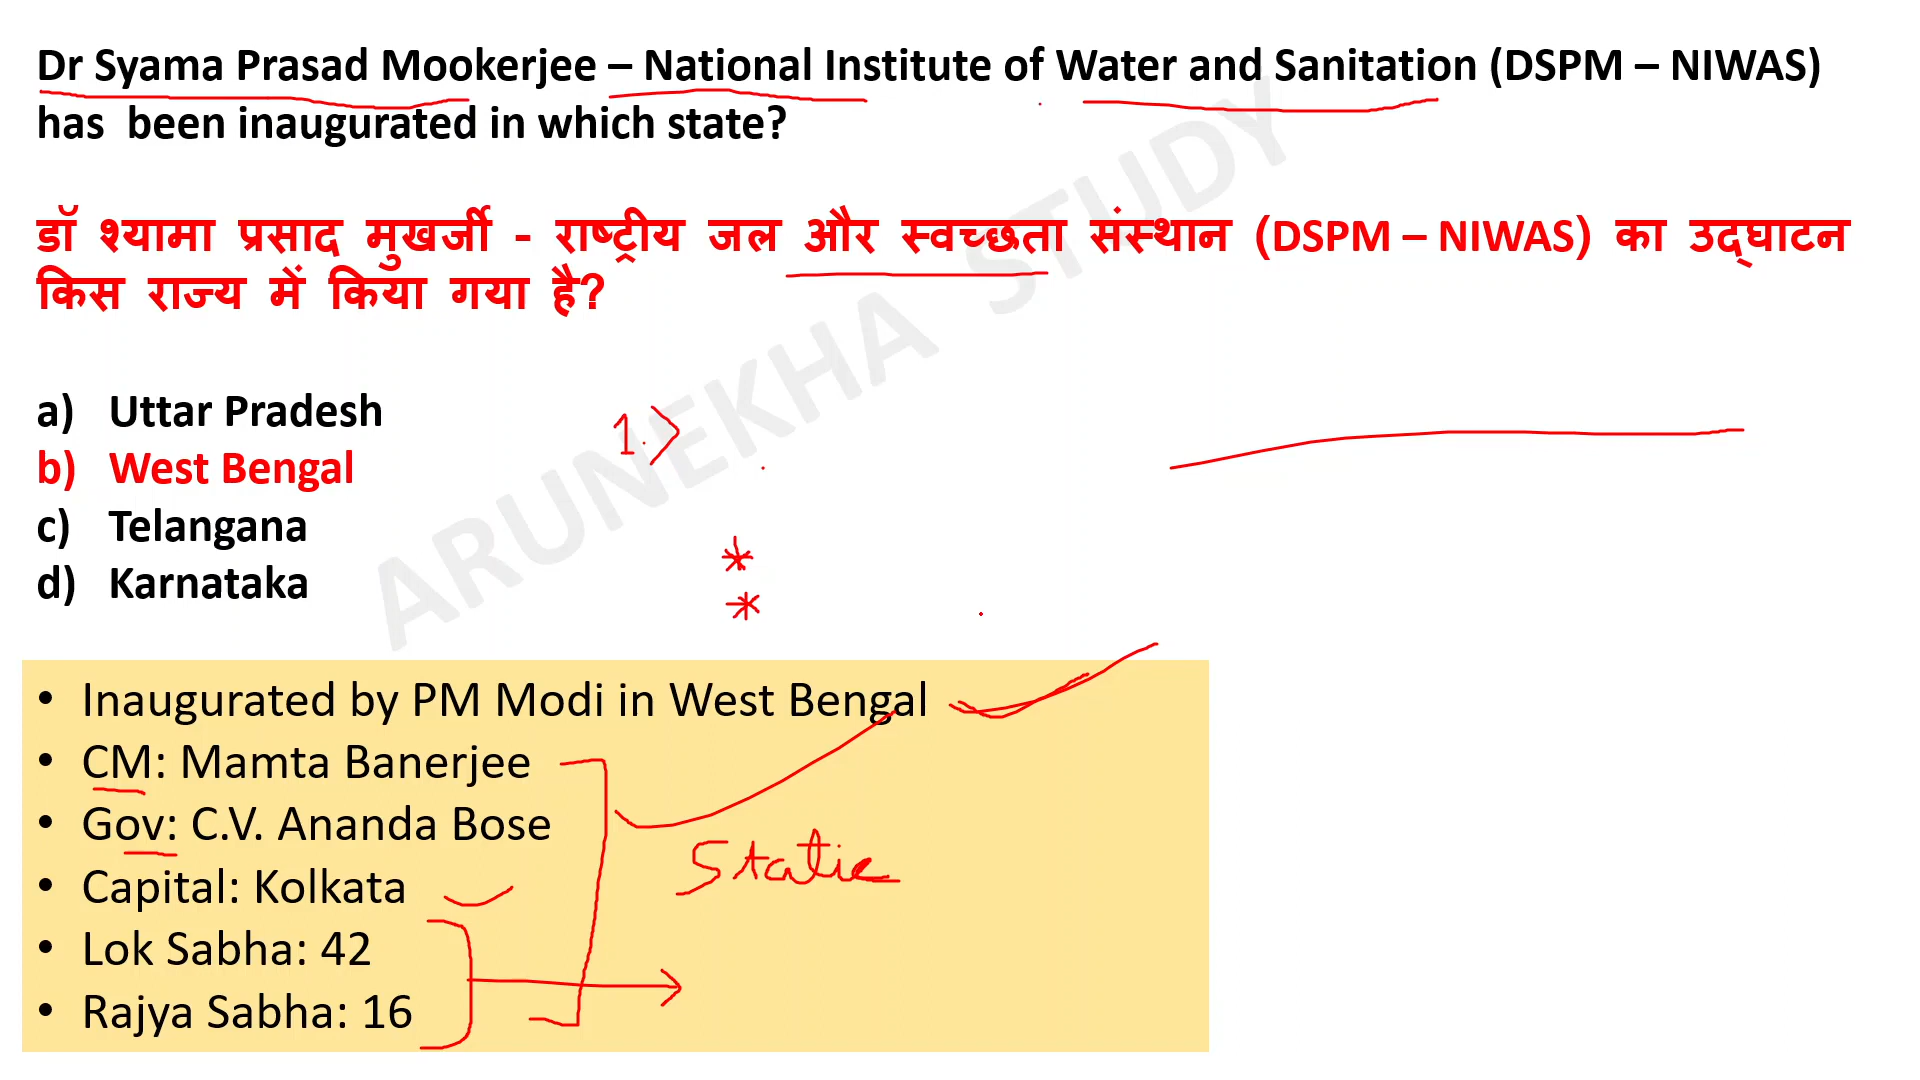 Dr Syama Prasad Mookerjee – National Institute of Water and Sanitation (DSPM – NIWAS)
has been inaugurated in which state?
डॉ श्यामा प्रसाद मुखर्जी - राष्ट्रीय जल और स्वच्छता संस्थान (DSPM – NIWAS) का उद्घाटन
किस राज्य में किया गया है?
a) Uttar Pradesh
b) West Bengal
c) Telangana
d) Karnataka
1.>
*
*
ARUNEKHA STUDY
• Inaugurated by PM Modi in West Bengal
• CM: Mamta Banerjee
• Gov: C.V. Ananda Bose
• Capital: Kolkata
• Lok Sabha: 42
• Rajya Sabha: 16
Static